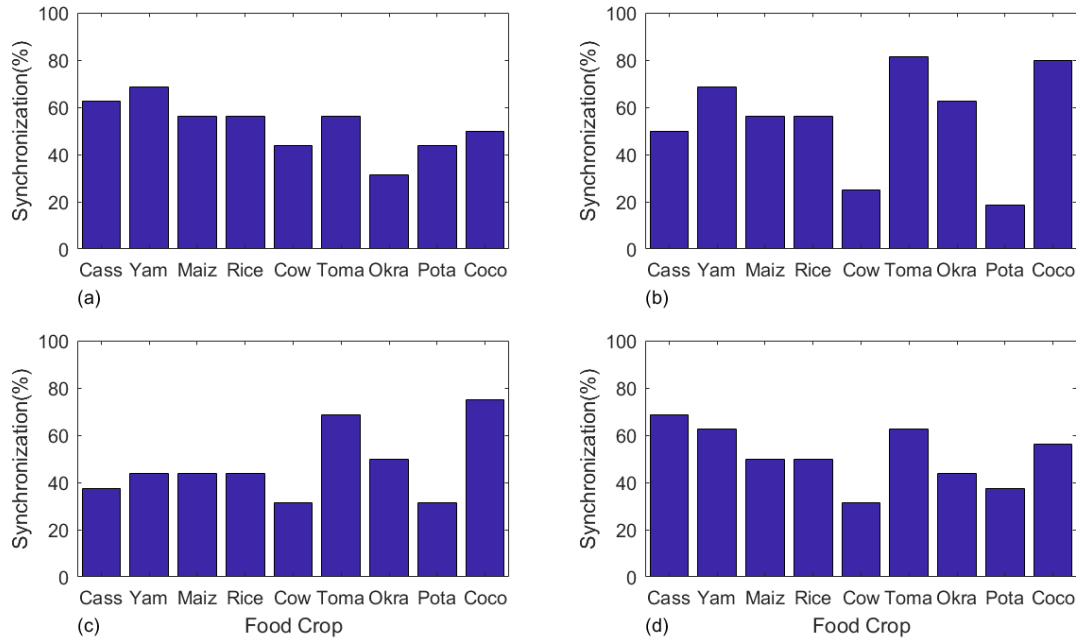 100
80
60
40
20
0
Synchronization(%)
Cass Yam Maiz Rice Cow Toma Okra Pota Coco
(a)
100
80
60
40
20
0
Synchronization(%)
Cass Yam Maiz Rice Cow Toma Okra Pota Coco
(b)
100
80
60
40
20
0
Synchronization(%)
Cass Yam Maiz Rice Cow Toma Okra Pota Coco
(c) Food Crop
100
80
60
40
20
0
Synchronization(%)
Cass Yam Maiz Rice Cow Toma Okra Pota Coco
(d) Food Crop